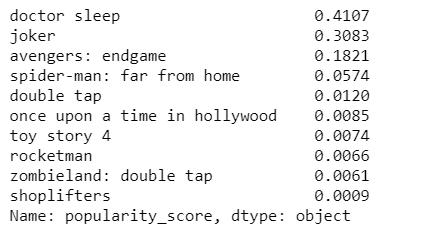 doctor sleep 0.4107
joker 0.3083
avengers: endgame 0.1821
spider-man: far from home 0.0574
double tap 0.0120
once upon a time in hollywood 0.0085
toy story 4 0.0074
rocketman 0.0066
zombieland: double tap 0.0061
shoplifters 0.0009
Name: popularity_score, dtype: object